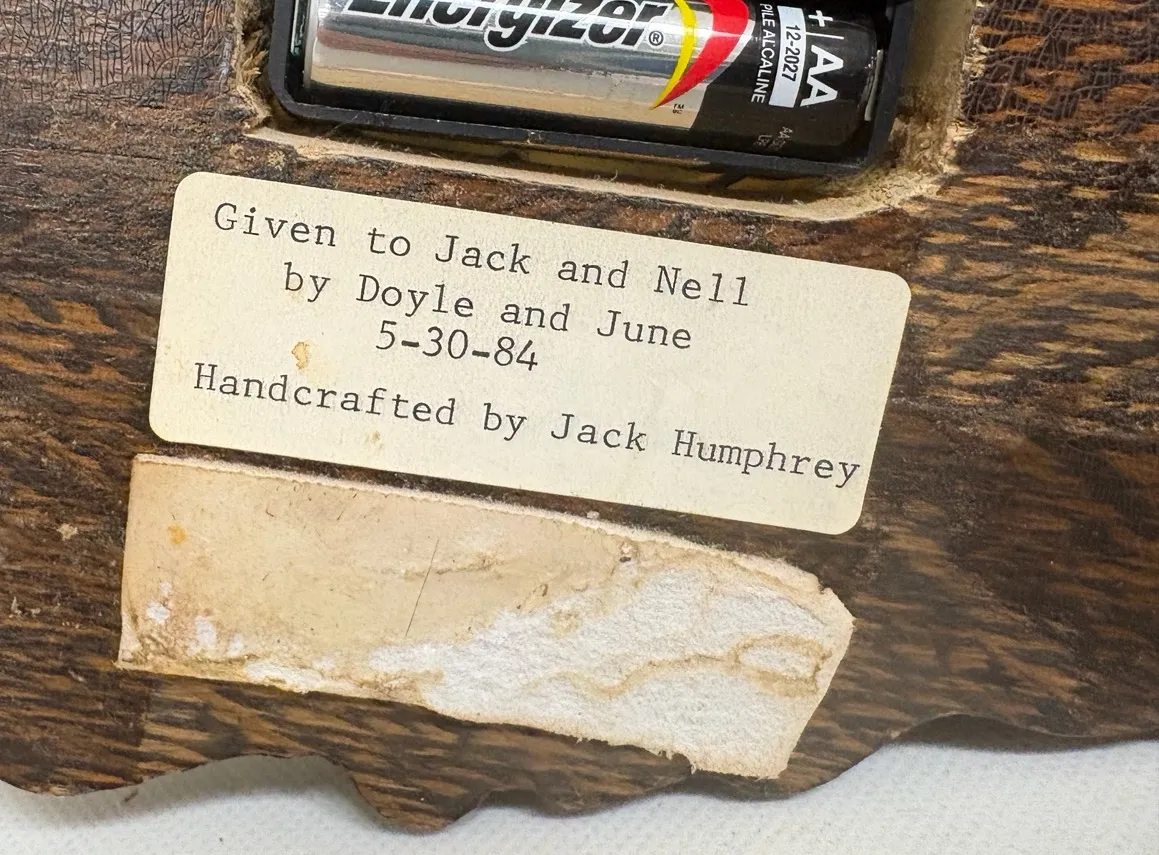 Energizer®
+ AA
12-2027
PILE ALCALINE
Given to Jack and Nell
by Doyle and June
5-30-84
Handcrafted by Jack Humphrey